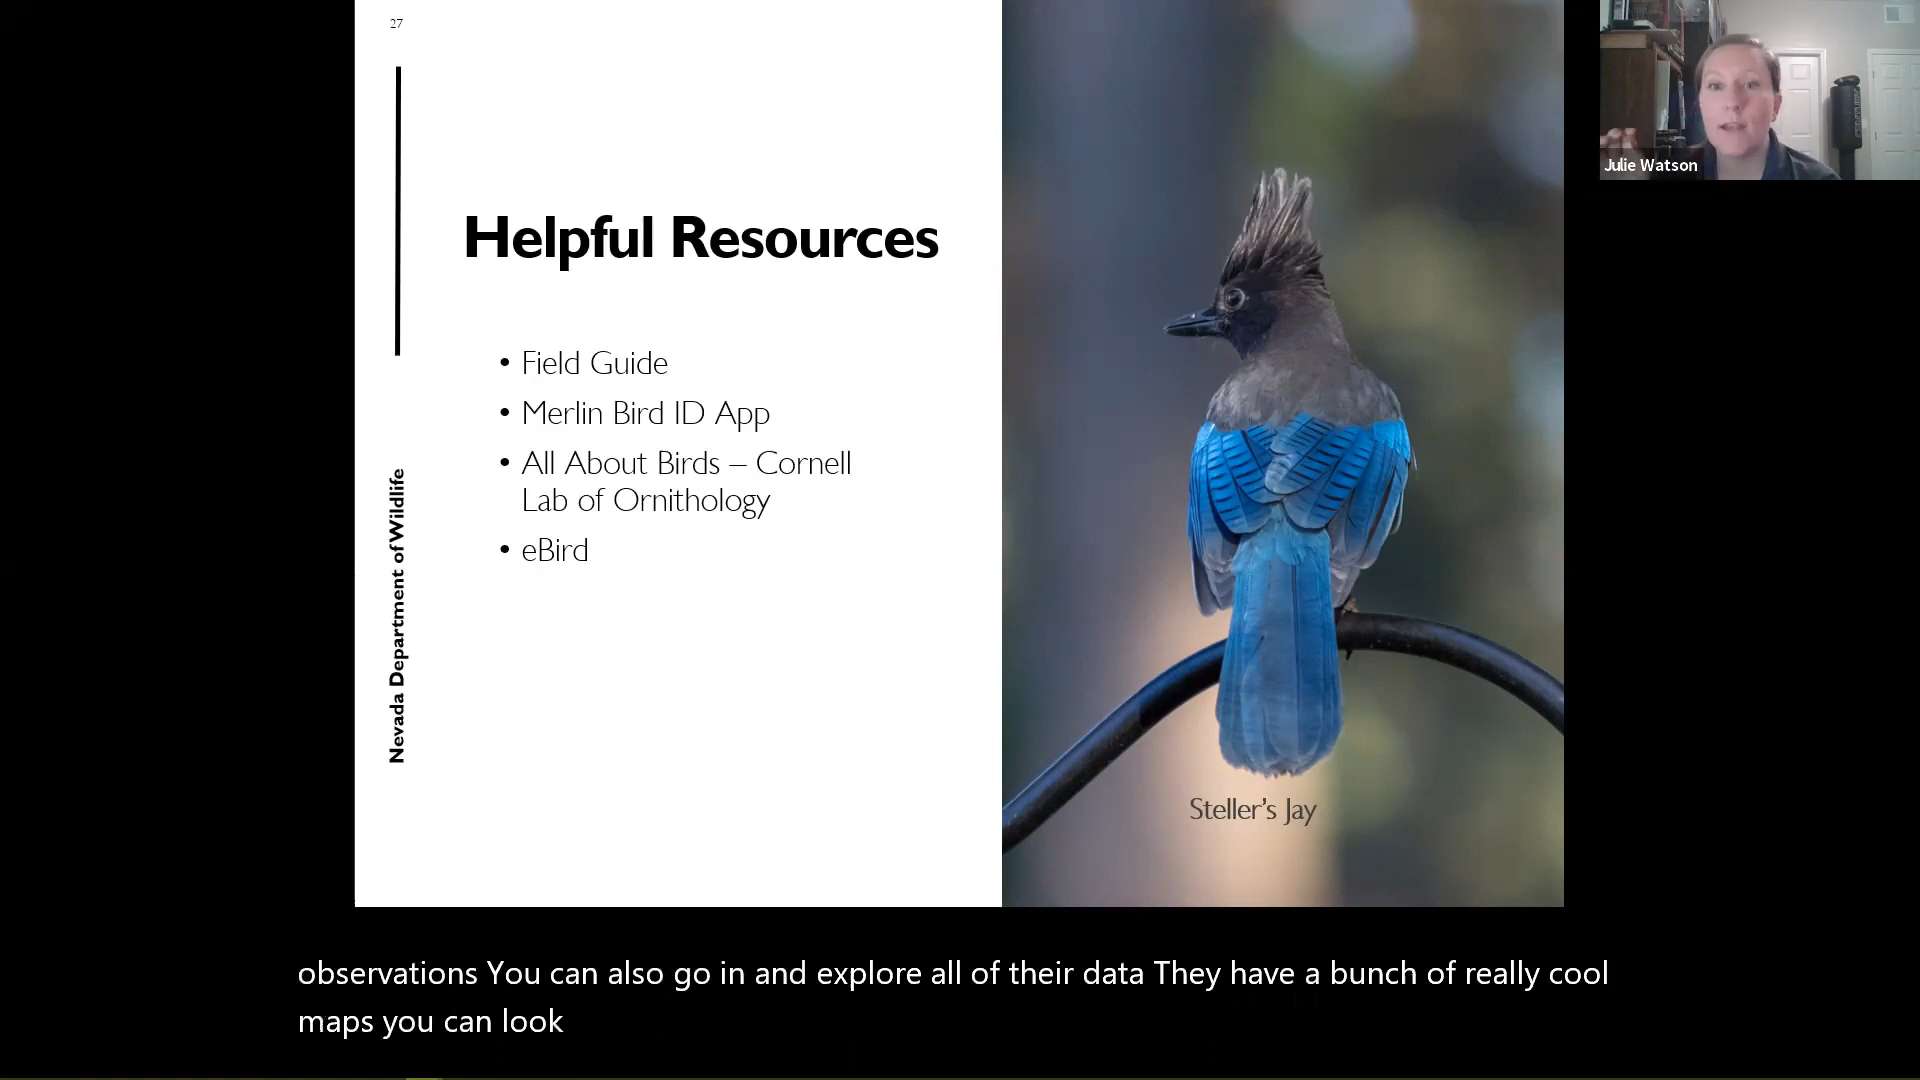 27
Helpful Resources
• Field Guide
• Merlin Bird ID App
• All About Birds – Cornell
Lab of Ornithology
• eBird
Nevada Department of Wildlife
Steller's Jay
Julie Watson
observations You can also go in and explore all of their data They have a bunch of really cool
maps you can look